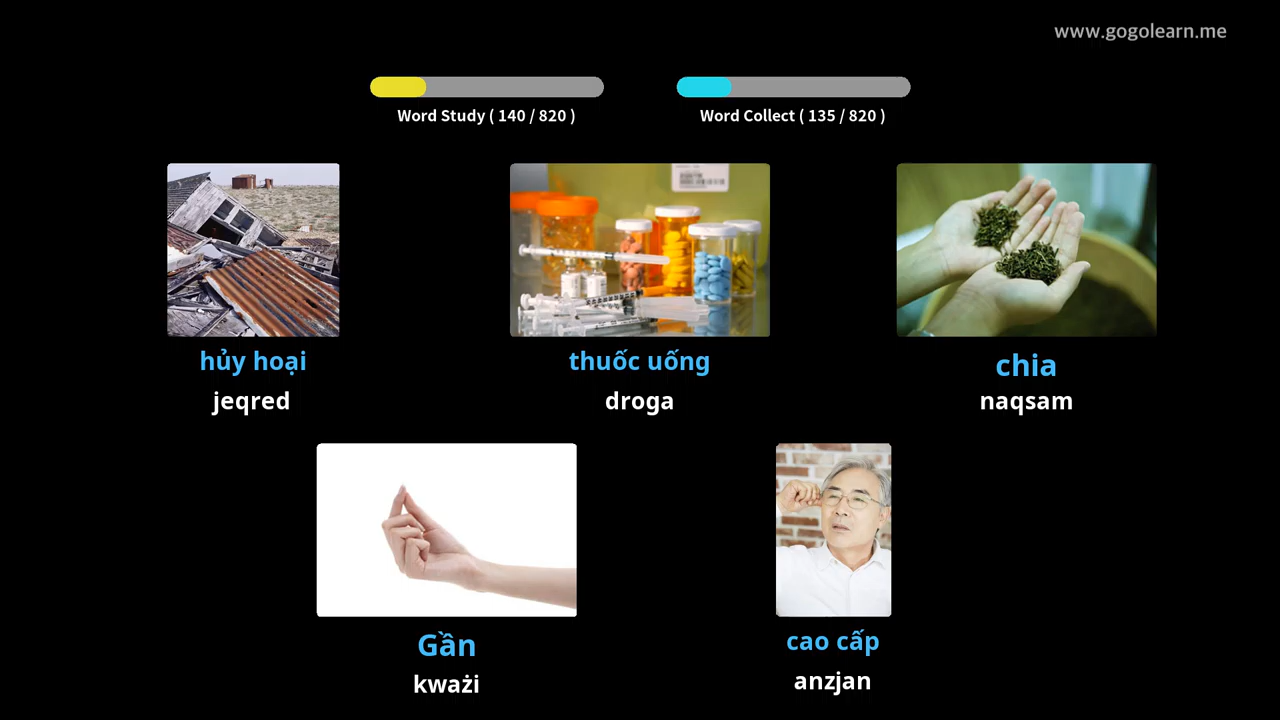 www.gogolearn.me
Word Study ( 140 / 820 )
Word Collect ( 135 / 820 )
hủy hoại
jeqred
thuốc uống
droga
chia
naqsam
Gần
kważi
cao cấp
anzjan